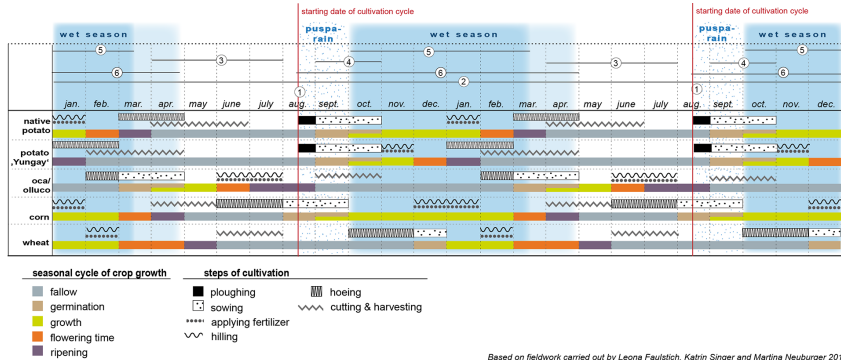 starting date of cultivation cycle
starting date of cultivation cycle
wet season
puspa-
rain
wet season
puspa-
rain
wet season
5
5
5
3
4
3
4
6
6
6
2
1
1
jan. feb. mar. apr. may june july aug. sept. oct. nov. dec. jan. feb. mar. apr. may june july aug. sept. oct. nov. dec.
native
potato
potato
‚Yungay‘
oca/
olluco
corn
wheat
seasonal cycle of crop growth
fallow
germination
growth
flowering time
ripening
steps of cultivation
ploughing
sowing
applying fertilizer
hilling
hoeing
cutting & harvesting
Based on fieldwork carried out by Leona Faulstich, Katrin Singer and Martina Neuburger